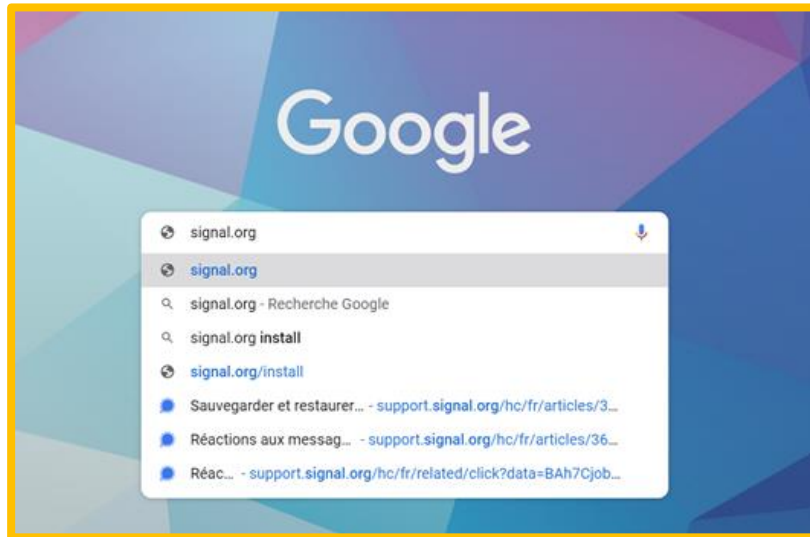 Google
signal.org
signal.org
signal.org - Recherche Google
signal.org install
signal.org/install
Sauvegarder et restaurer... - support.signal.org/hc/fr/articles/3...
Réactions aux messag... - support.signal.org/hc/fr/articles/36...
Réac... - support.signal.org/hc/fr/related/click?data=BAh7Cjob...